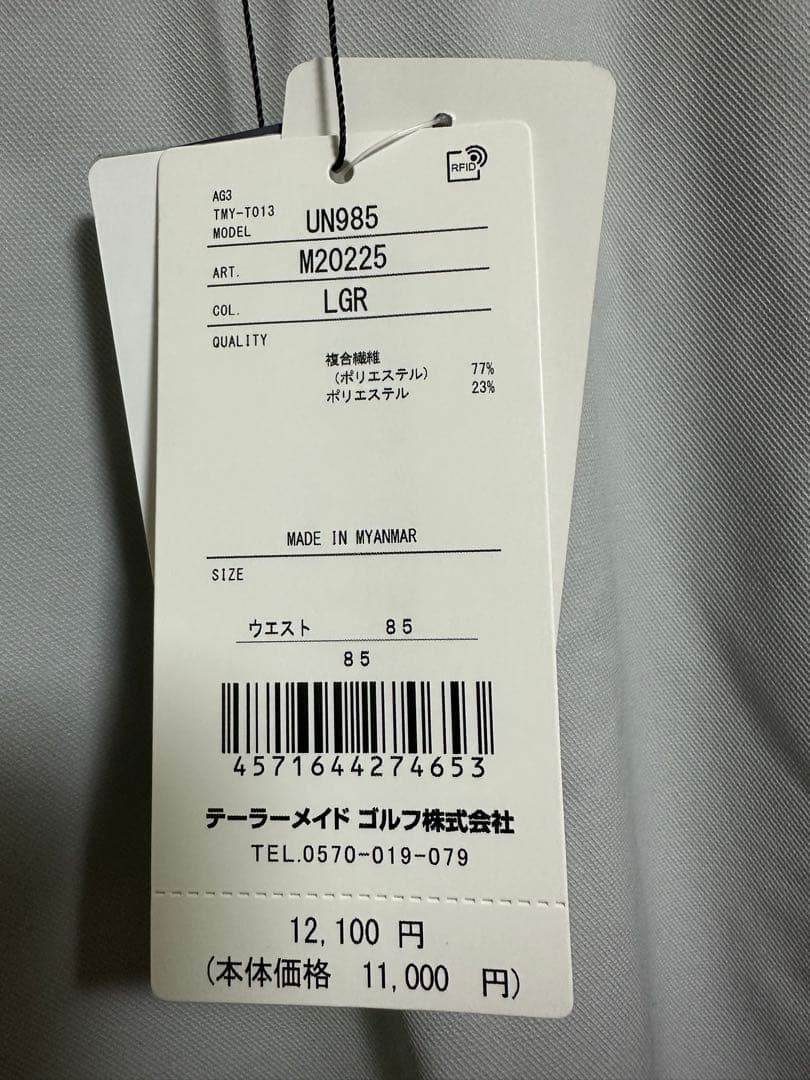 RFID
AG3
TMY-T013
MODEL UN985
ART. M20225
COL. LGR
QUALITY
複合繊維
(ポリエステル) 77%
ポリエステル 23%
MADE IN MYANMAR
SIZE
ウエスト 85
85
4571644274653
テーラーメイド ゴルフ株式会社
TEL.0570-019-079
12,100 円
(本体価格 11,000 円)